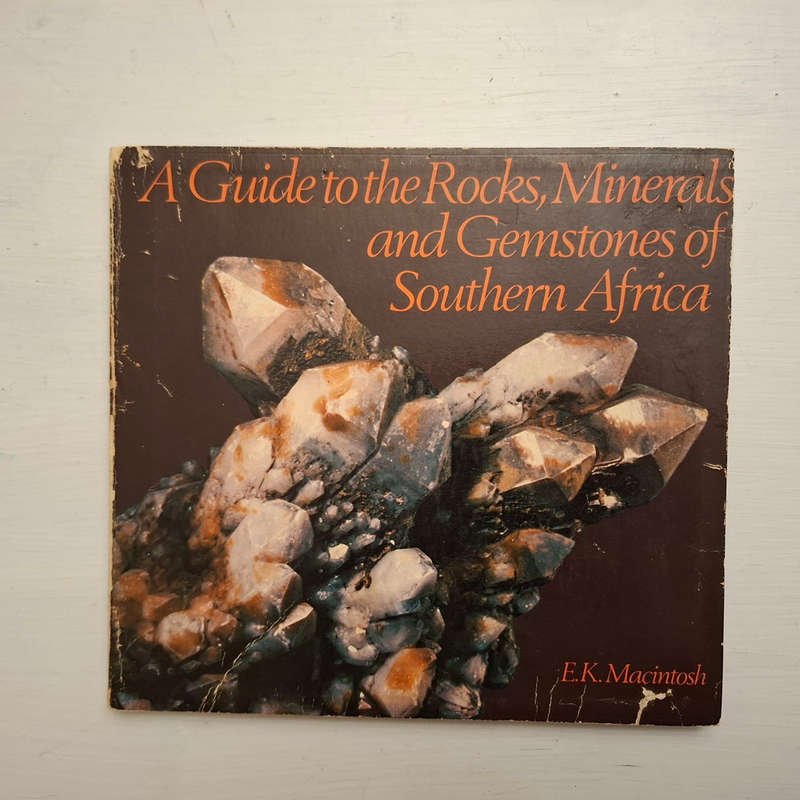 A Guide to the Rocks, Minerals
and Gemstones of
Southern Africa
E.K. Macintosh